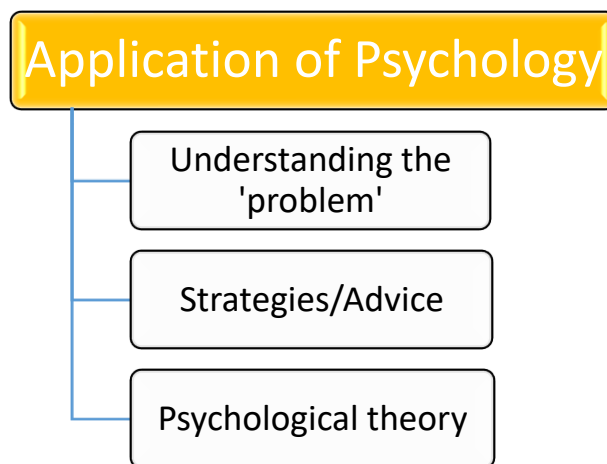 Application of Psychology
Understanding the
'problem'
Strategies/Advice
Psychological theory